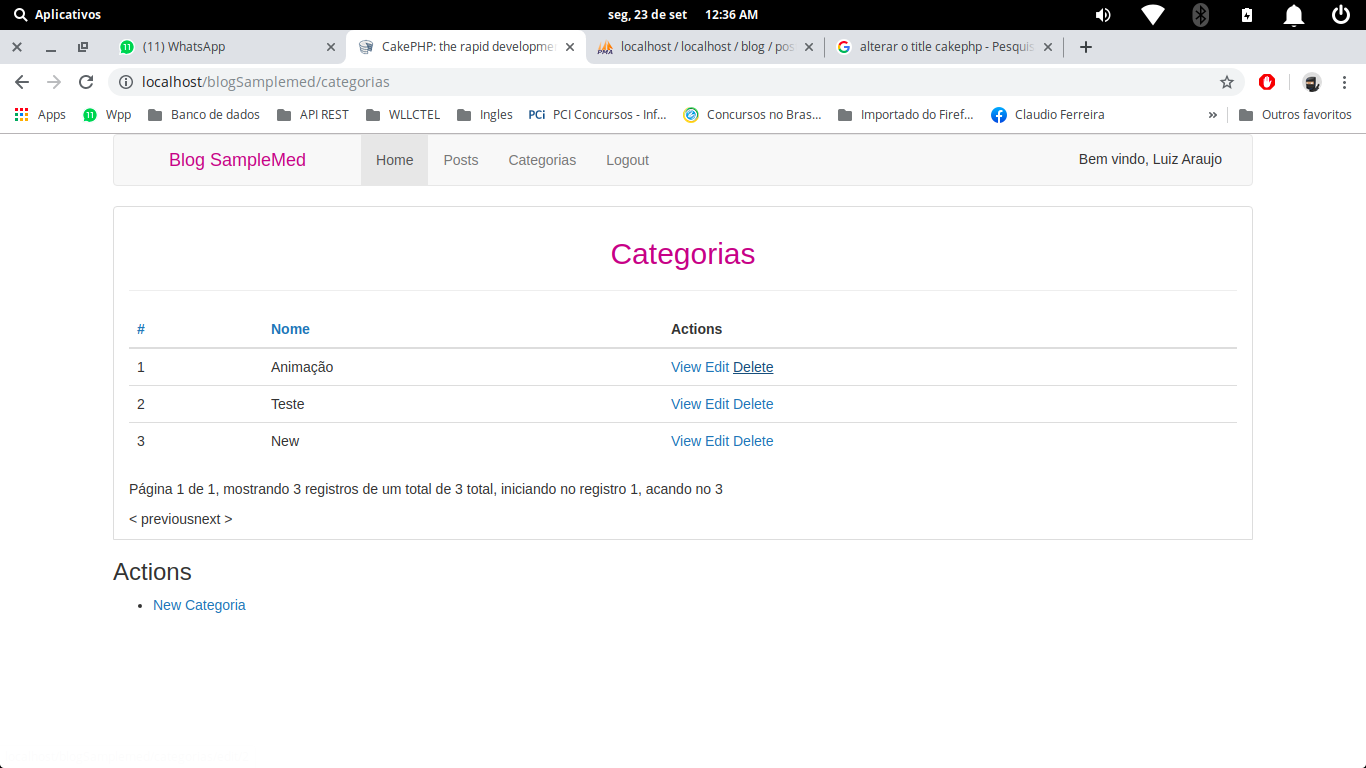 Aplicativos seg, 23 de set 12:36 AM
(11) WhatsApp CakePHP: the rapid developme localhost / localhost / blog / pos alterar o title cakephp - Pesquis
localhost/blogSamplemed/categorias
Apps 11 Wpp Banco de dados API REST WLLCTEL Ingles PCi PCI Concursos - Inf... Concursos no Bras... Importado do Firef... Claudio Ferreira » Outros favoritos
Blog SampleMed Home Posts Categorias Logout Bem vindo, Luiz Araujo
Categorias
# Nome Actions
1 Animação View Edit Delete
2 Teste View Edit Delete
3 New View Edit Delete
Página 1 de 1, mostrando 3 registros de um total de 3 total, iniciando no registro 1, acando no 3
< previousnext >
Actions
• New Categoria